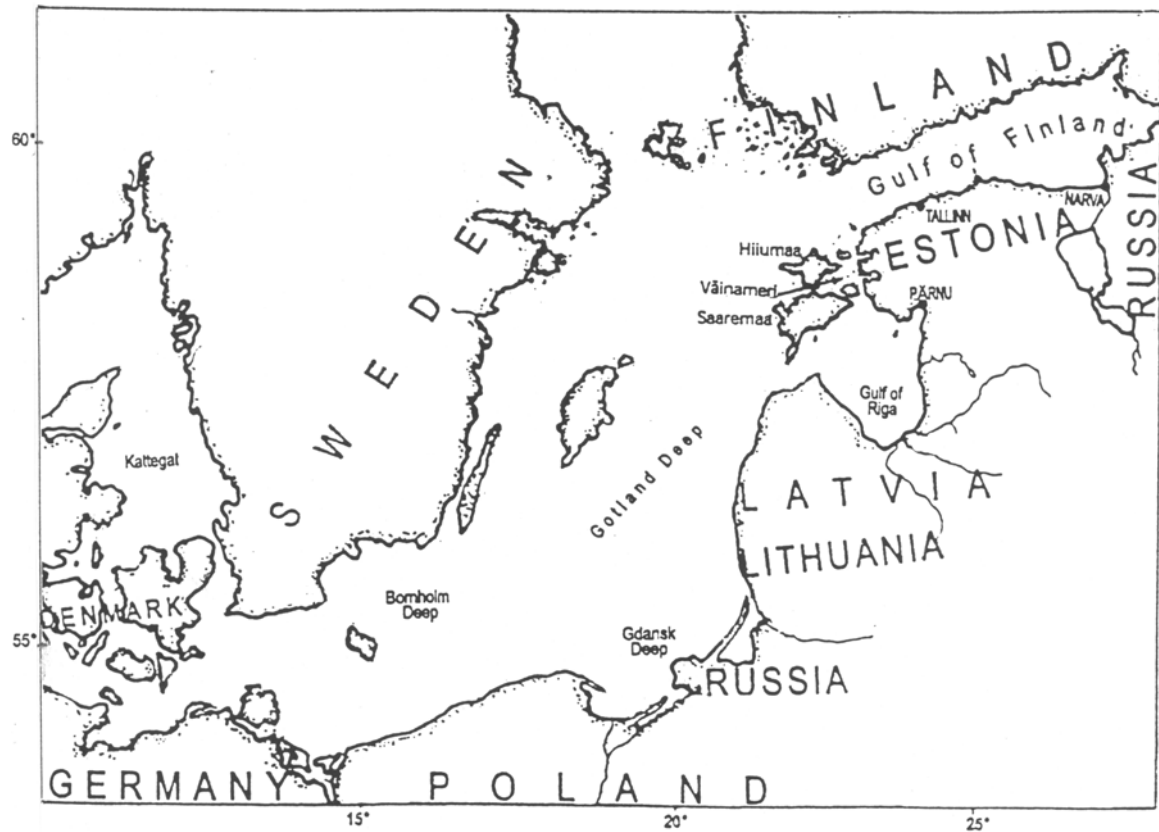 60°
55°
15°
20°
25°
FINLAND
Gulf of Finland
RUSSIA
NARVA
TALLINN
ESTONIA
Hiiumaa
Väinameri
Saaremaa
PÄRNU
SWEDEN
Gulf of
Riga
Kattegat
Gotland Deep
LATVIA
LITHUANIA
DENMARK
Bornholm
Deep
Gdansk
Deep
RUSSIA
GERMANY
POLAND